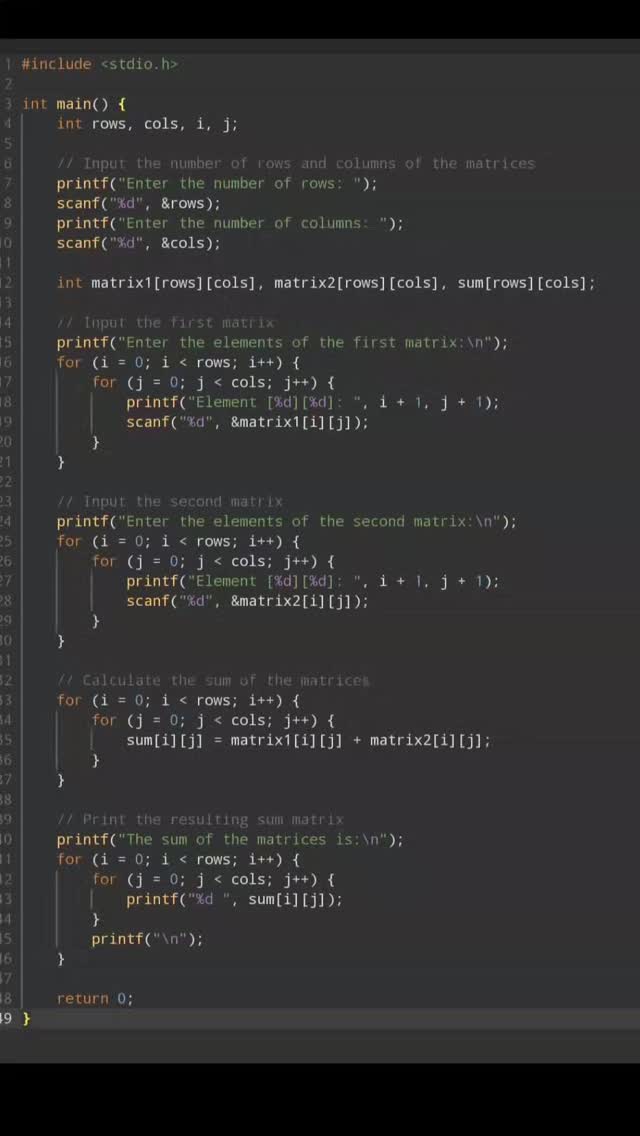 1 #include <stdio.h>
2
3 int main() {
4     int rows, cols, i, j;
5
6     // Input the number of rows and columns of the matrices
7     printf("Enter the number of rows: ");
8     scanf("%d", &rows);
9     printf("Enter the number of columns: ");
10     scanf("%d", &cols);
11
12     int matrix1[rows][cols], matrix2[rows][cols], sum[rows][cols];
13
14     // Input the first matrix
15     printf("Enter the elements of the first matrix:\n");
16     for (i = 0; i < rows; i++) {
17         for (j = 0; j < cols; j++) {
18             printf("Element [%d][%d]: ", i + 1, j + 1);
19             scanf("%d", &matrix1[i][j]);
20         }
21     }
22
23     // Input the second matrix
24     printf("Enter the elements of the second matrix:\n");
25     for (i = 0; i < rows; i++) {
26         for (j = 0; j < cols; j++) {
27             printf("Element [%d][%d]: ", i + 1, j + 1);
28             scanf("%d", &matrix2[i][j]);
29         }
30     }
31
32     // Calculate the sum of the matrices
33     for (i = 0; i < rows; i++) {
34         for (j = 0; j < cols; j++) {
35             sum[i][j] = matrix1[i][j] + matrix2[i][j];
36         }
37     }
38
39     // Print the resulting sum matrix
40     printf("The sum of the matrices is:\n");
41     for (i = 0; i < rows; i++) {
42         for (j = 0; j < cols; j++) {
43             printf("%d ", sum[i][j]);
44         }
45         printf("\n");
46     }
47
48     return 0;
49 }